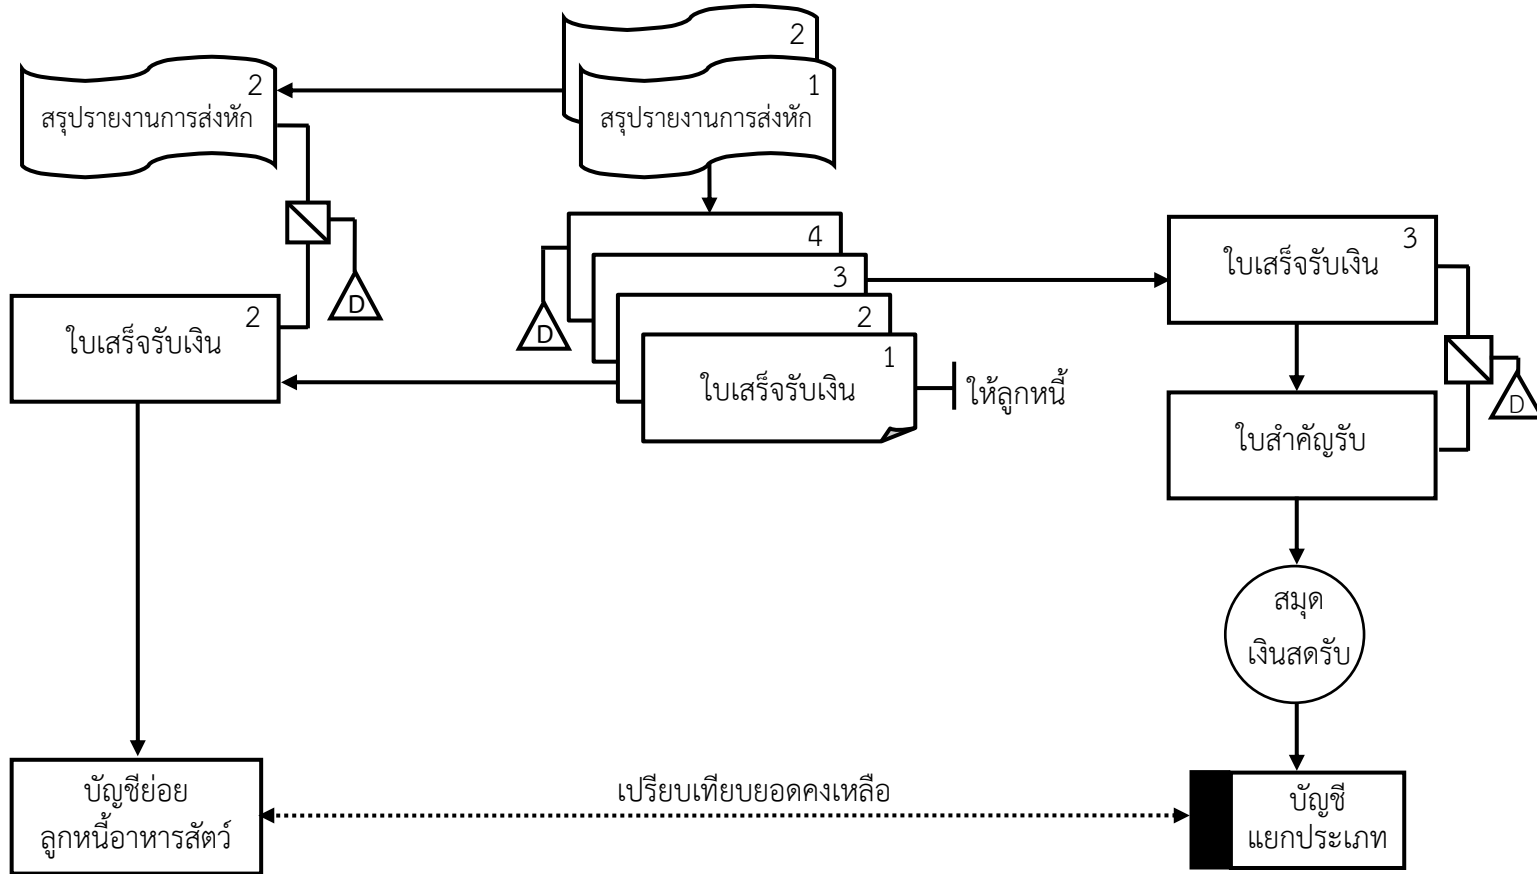 2
สรุปรายงานการส่งหัก
2
1
สรุปรายงานการส่งหัก
D
2
ใบเสร็จรับเงิน
4
3
2
1
ใบเสร็จรับเงิน
D
ให้ลูกหนี้
3
ใบเสร็จรับเงิน
ใบสำคัญรับ
D
สมุด
เงินสดรับ
บัญชีย่อย
ลูกหนี้อาหารสัตว์
เปรียบเทียบยอดคงเหลือ
บัญชี
แยกประเภท